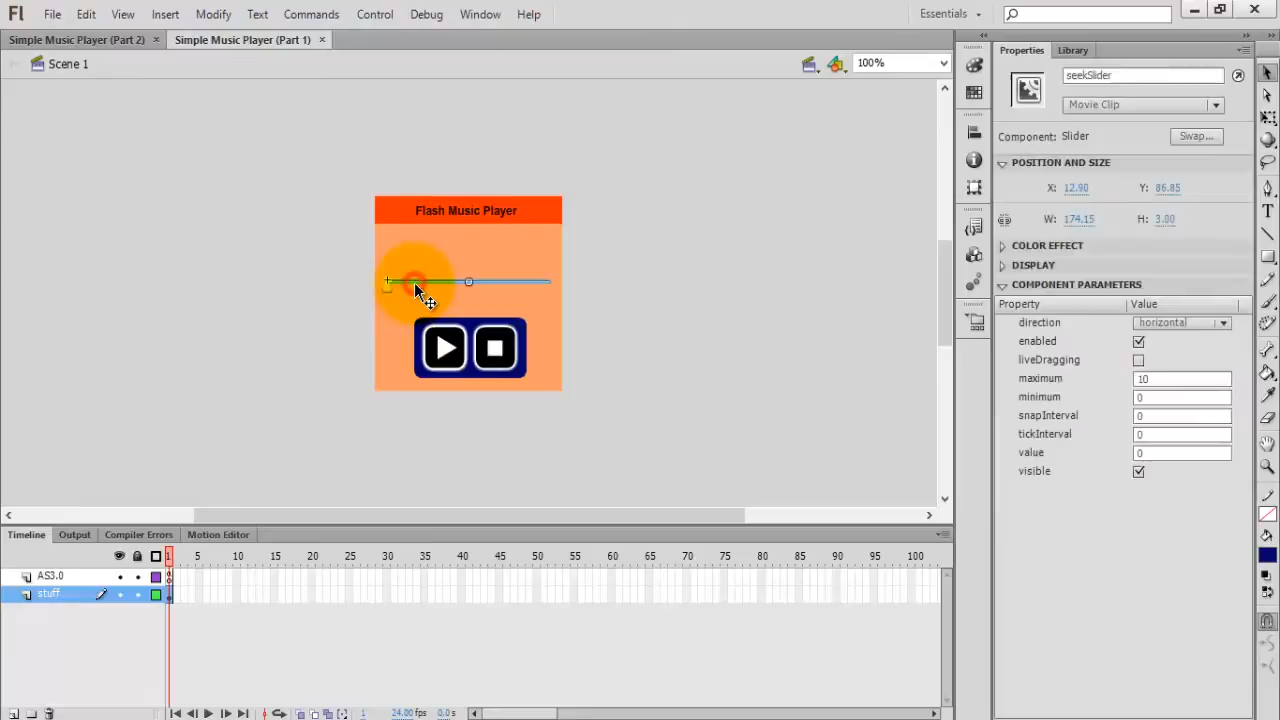 Fl File Edit View Insert Modify Text Commands Control Debug Window Help Essentials
Simple Music Player (Part 2) × Simple Music Player (Part 1) ×
Scene 1 100%
Flash Music Player
Properties Library
seekSlider
Movie Clip
Component: Slider Swap...
POSITION AND SIZE
X: 12.90 Y: 86.85
W: 174.15 H: 3.00
COLOR EFFECT
DISPLAY
COMPONENT PARAMETERS
Property Value
direction horizontal
enabled
liveDragging
maximum 10
minimum 0
snapInterval 0
tickInterval 0
value 0
visible
Timeline Output Compiler Errors Motion Editor
1 5 10 15 20 25 30 35 40 45 50 55 60 65 70 75 80 85 90 95 100
AS3.0
stuff
1 24.00 fps 0.0 s